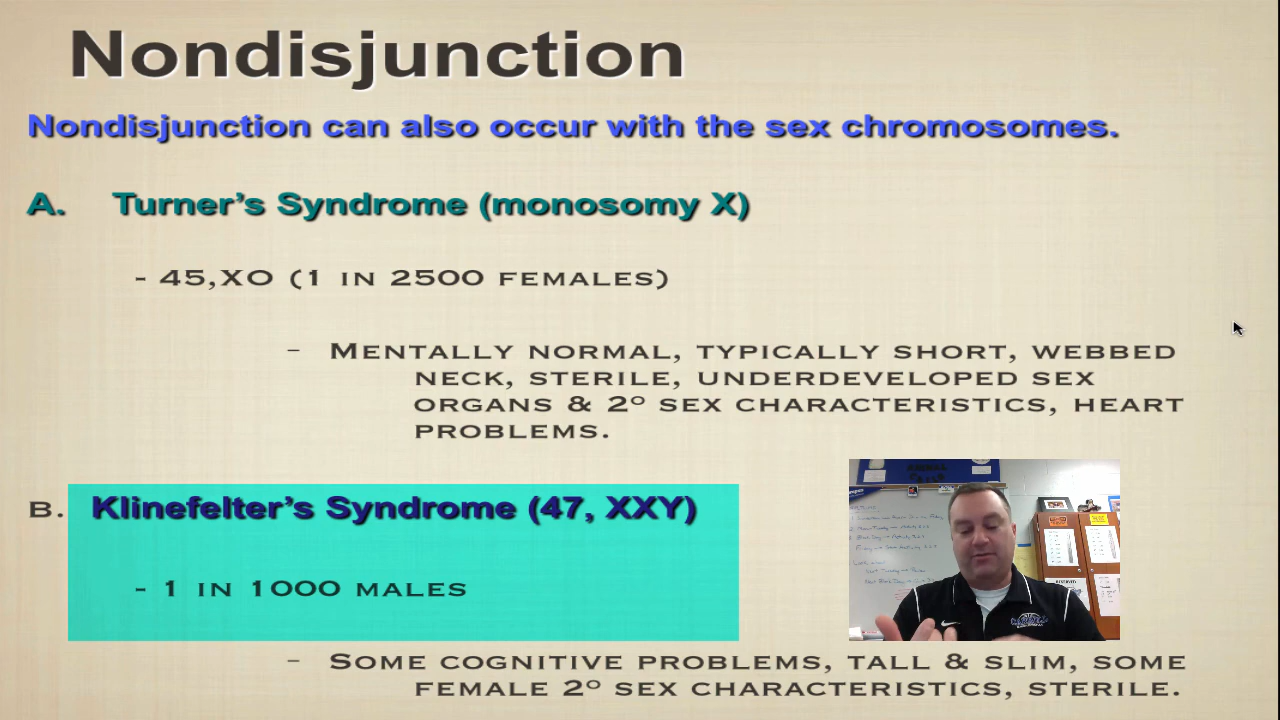 Nondisjunction
Nondisjunction can also occur with the sex chromosomes.
A. Turner's Syndrome (monosomy X)
- 45,XO (1 in 2500 females)
– Mentally normal, typically short, webbed
neck, sterile, underdeveloped sex
organs & 2º sex characteristics, heart
problems.
B. Klinefelter's Syndrome (47, XXY)
- 1 in 1000 males
– Some cognitive problems, tall & slim, some
female 2º sex characteristics, sterile.